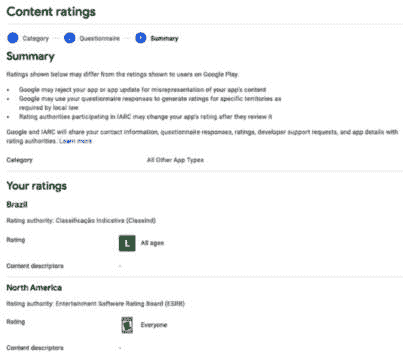 Content ratings
Category
Questionnaire
Summary
Summary
Ratings shown below may differ from the ratings shown to users on Google Play.
• Google may reject your app or app update for misrepresentation of your app's content
• Google may use your questionnaire responses to generate ratings for specific territories as
required by local law
• Rating authorities participating in IARC may change your app's rating after they review it
Google and IARC will share your contact information, questionnaire responses, ratings, developer support requests, and app details with
rating authorities. Learn more
Category All Other App Types
Your ratings
Brazil
Rating authority: Classificação Indicativa (ClassInd)
Rating L All ages
Content descriptors -
North America
Rating authority: Entertainment Software Rating Board (ESRB)
Rating Everyone
Content descriptors -